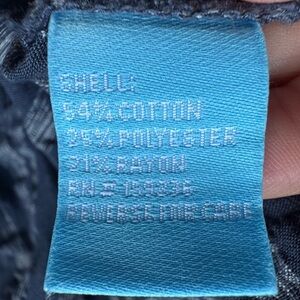 SHELL:
54% COTTON
25% POLYESTER
21% RAYON
RN#
REVERSE FOR CARE